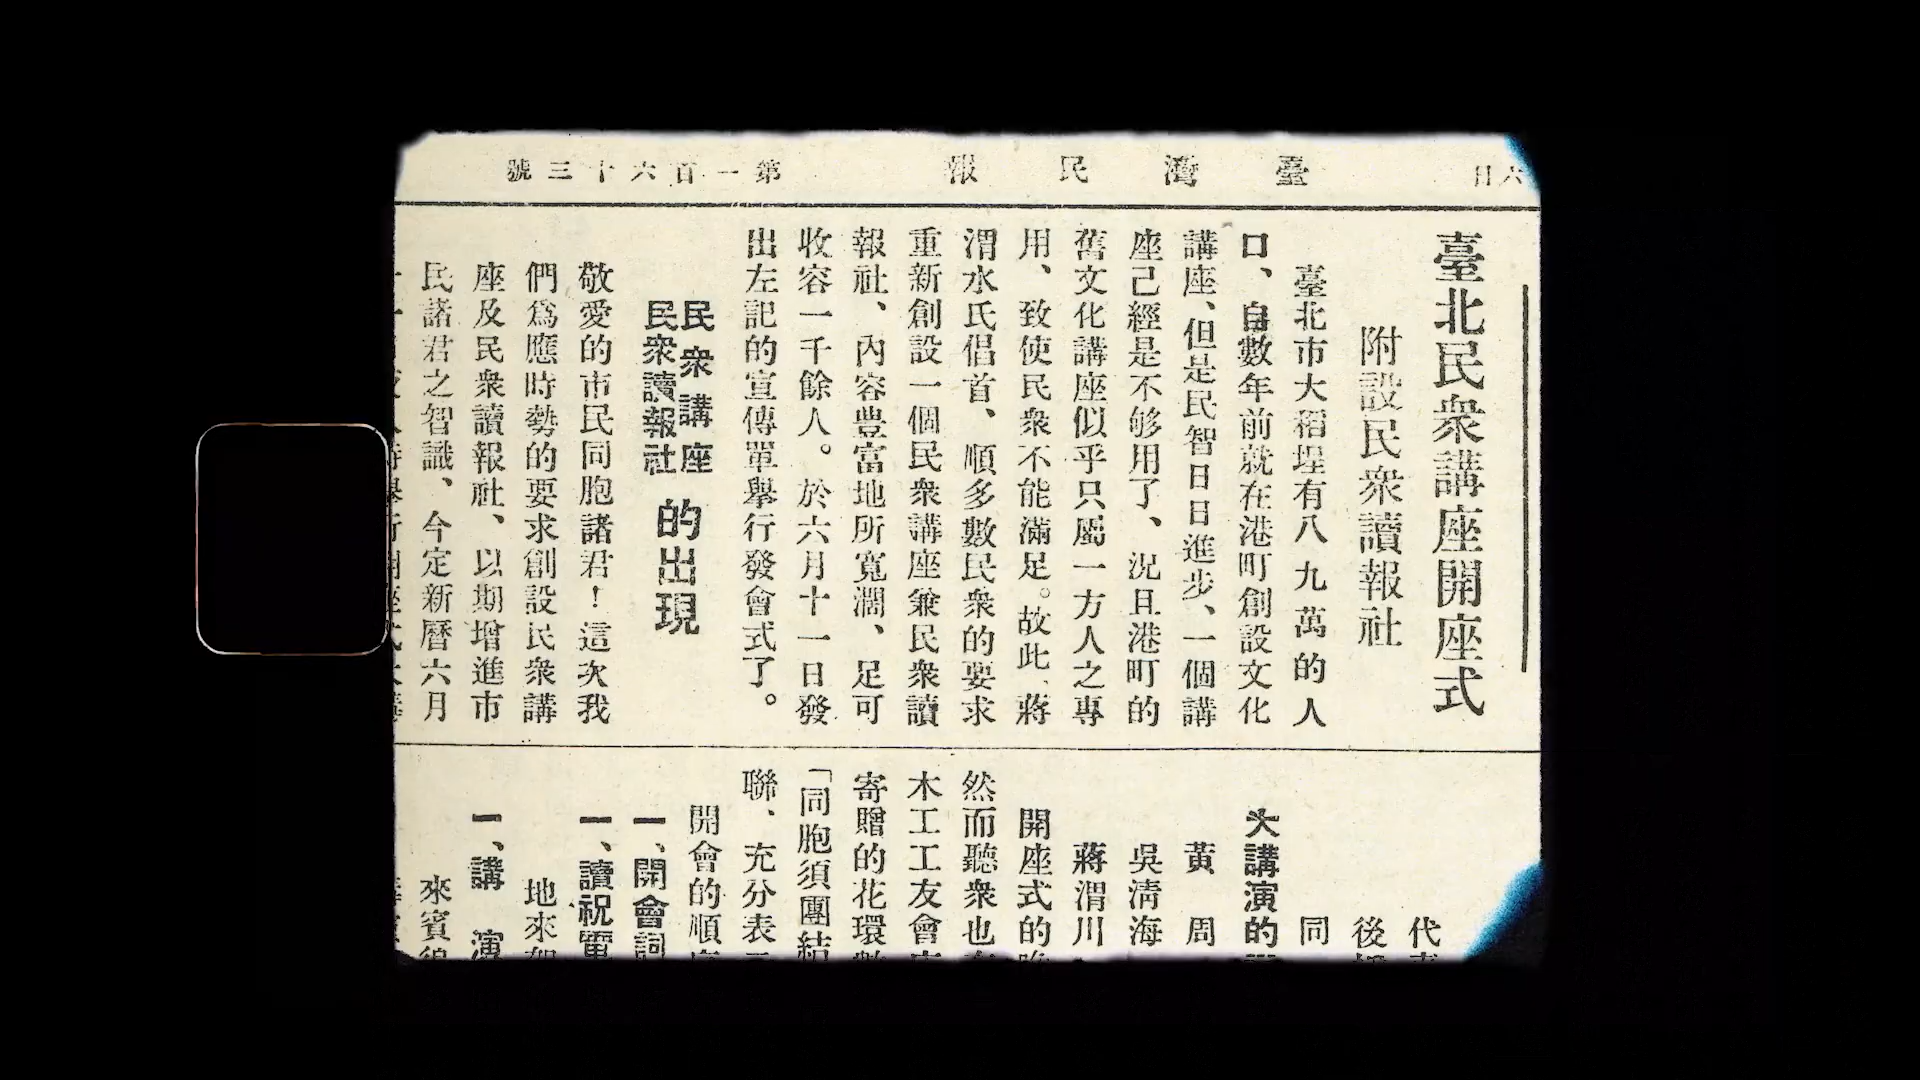 六日
臺灣民報
第一百六十三號
臺北民衆講座開座式
附設民衆讀報社
臺北市大稻埕有八九萬的人
口、自數年前就在港町創設文化
講座、但是民智日日進步、一個講
座己經是不够用了、况且港町的
舊文化講座似乎只屬一方人之專
用、致使民衆不能滿足。故此、蔣
渭水氏倡首、順多數民衆的要求
重新創設一個民衆講座兼民衆讀
報社、內容豊富地所寬濶、足可
收容一千餘人。於六月十一日發
出左記的宣傳單擧行發會式了。
民衆講座
民衆讀報社
的出現
敬愛的市民同胞諸君！這次我
們爲應時勢的要求創設民衆講
座及民衆讀報社、以期增進市
民諸君之智識、今定新曆六月
代
後
同
大講演的
黃　周
吳淸海
蔣渭川
開座式的
然而聽衆也
木工工友會
寄贈的花環
「同胞須團結
聯、充分表
開會的順
一、開會詞
一、讀祝電
地來
一、講　演
來賓